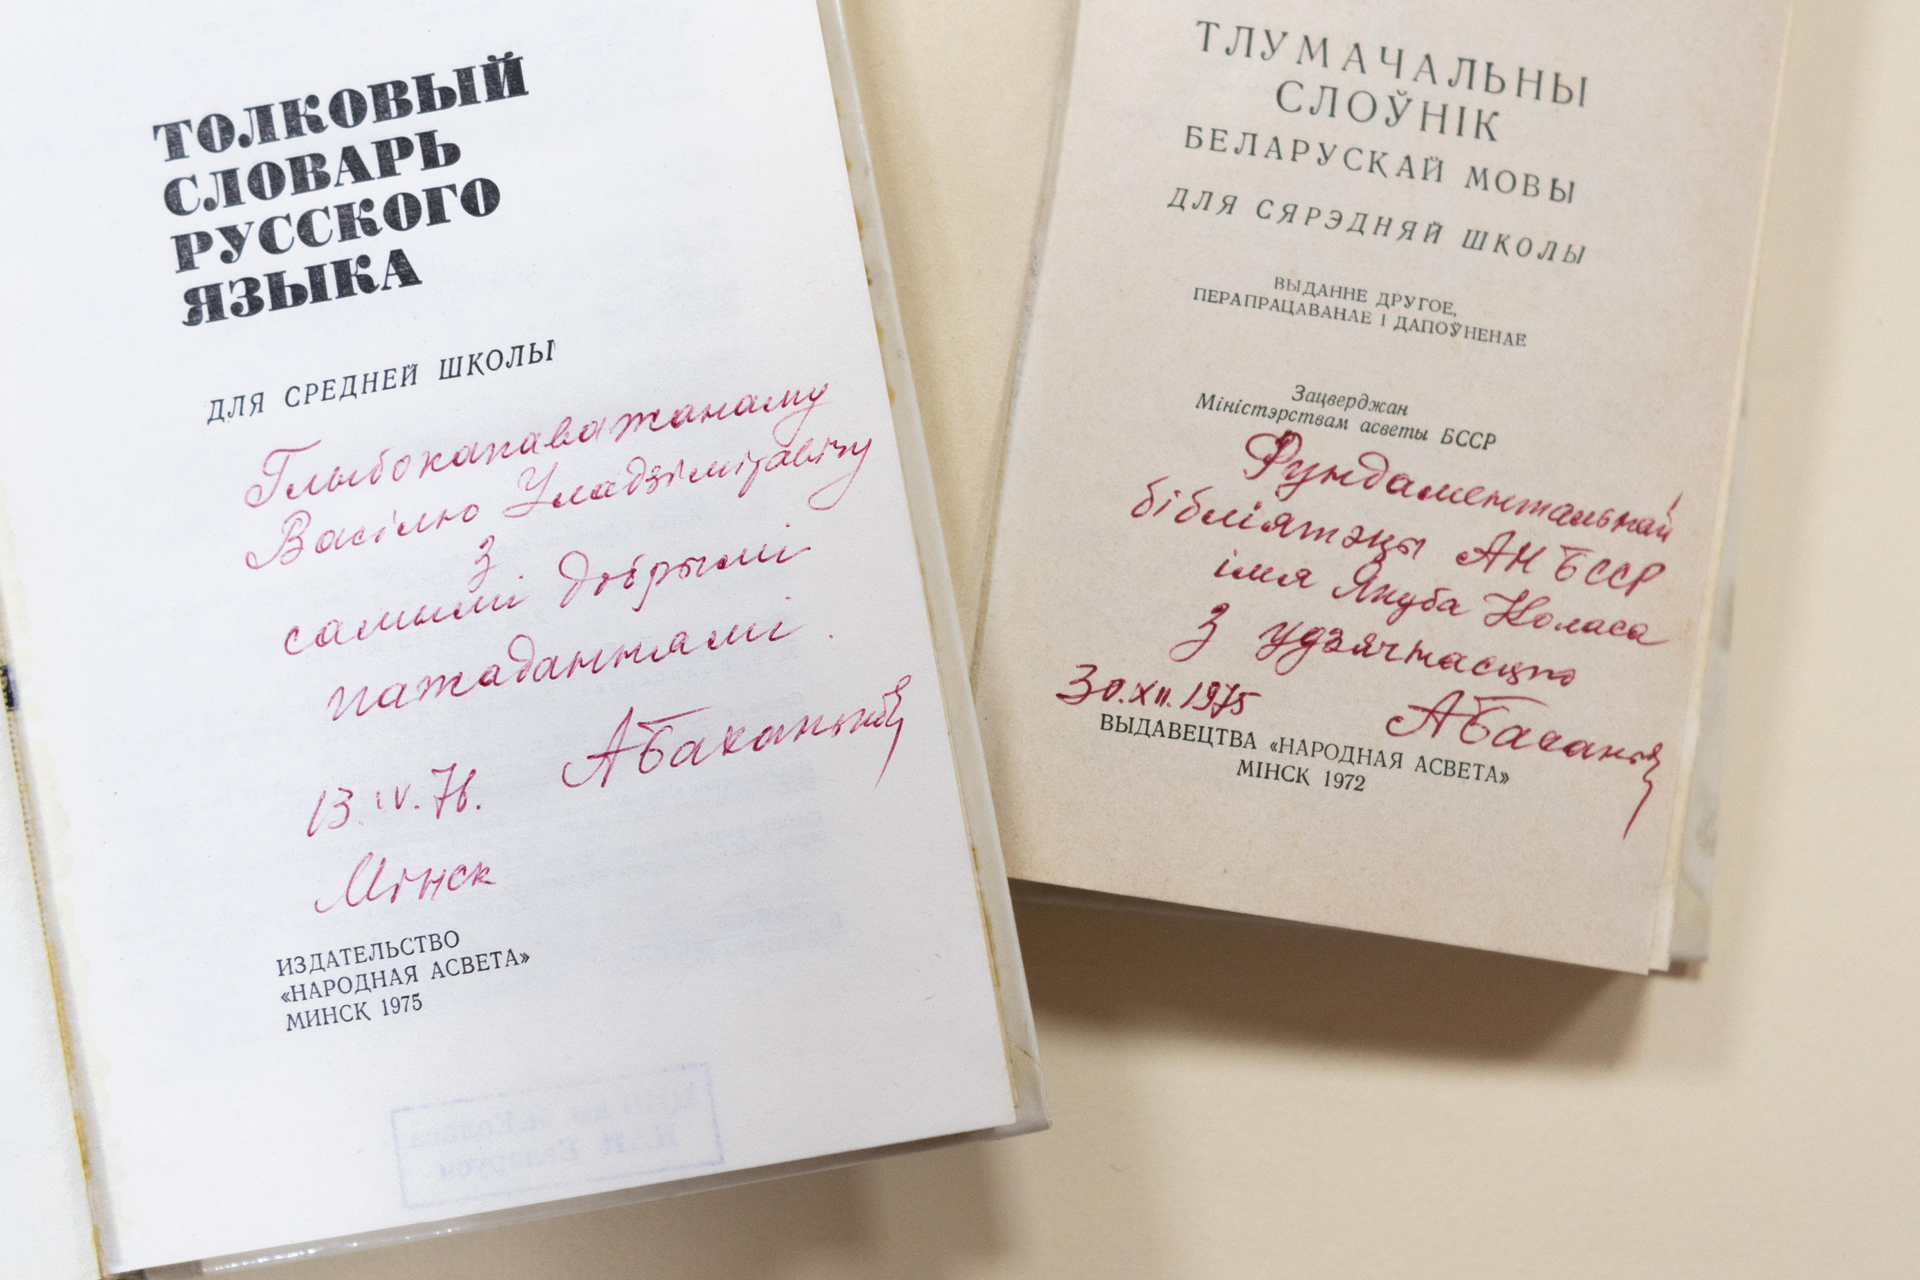 ТОЛКОВЫЙ
СЛОВАРЬ
РУССКОГО
ЯЗЫКА
ДЛЯ СРЕДНЕЙ ШКОЛЫ
Глыбокапаважанаму
Васілю Уладзіміравічу
З
самымі добрымі
пажаданнямі.
АБаханькоў
13.IV.76.
Мінск
ИЗДАТЕЛЬСТВО
«НАРОДНАЯ АСВЕТА»
МИНСК 1975
ТЛУМАЧАЛЬНЫ
СЛОЎНІК
БЕЛАРУСКАЙ МОВЫ
ДЛЯ СЯРЭДНЯЙ ШКОЛЫ
ВЫДАННЕ ДРУГОЕ,
ПЕРАПРАЦАВАНАЕ І ДАПОЎНЕНАЕ
Зацверджан
Міністэрствам асветы БССР
Фундаментальнай
бібліятэцы АН БССР
імя Якуба Коласа
З удзячнасцю
30.XII.1975
АБаханькоў
ВЫДАВЕЦТВА «НАРОДНАЯ АСВЕТА»
МІНСК 1972